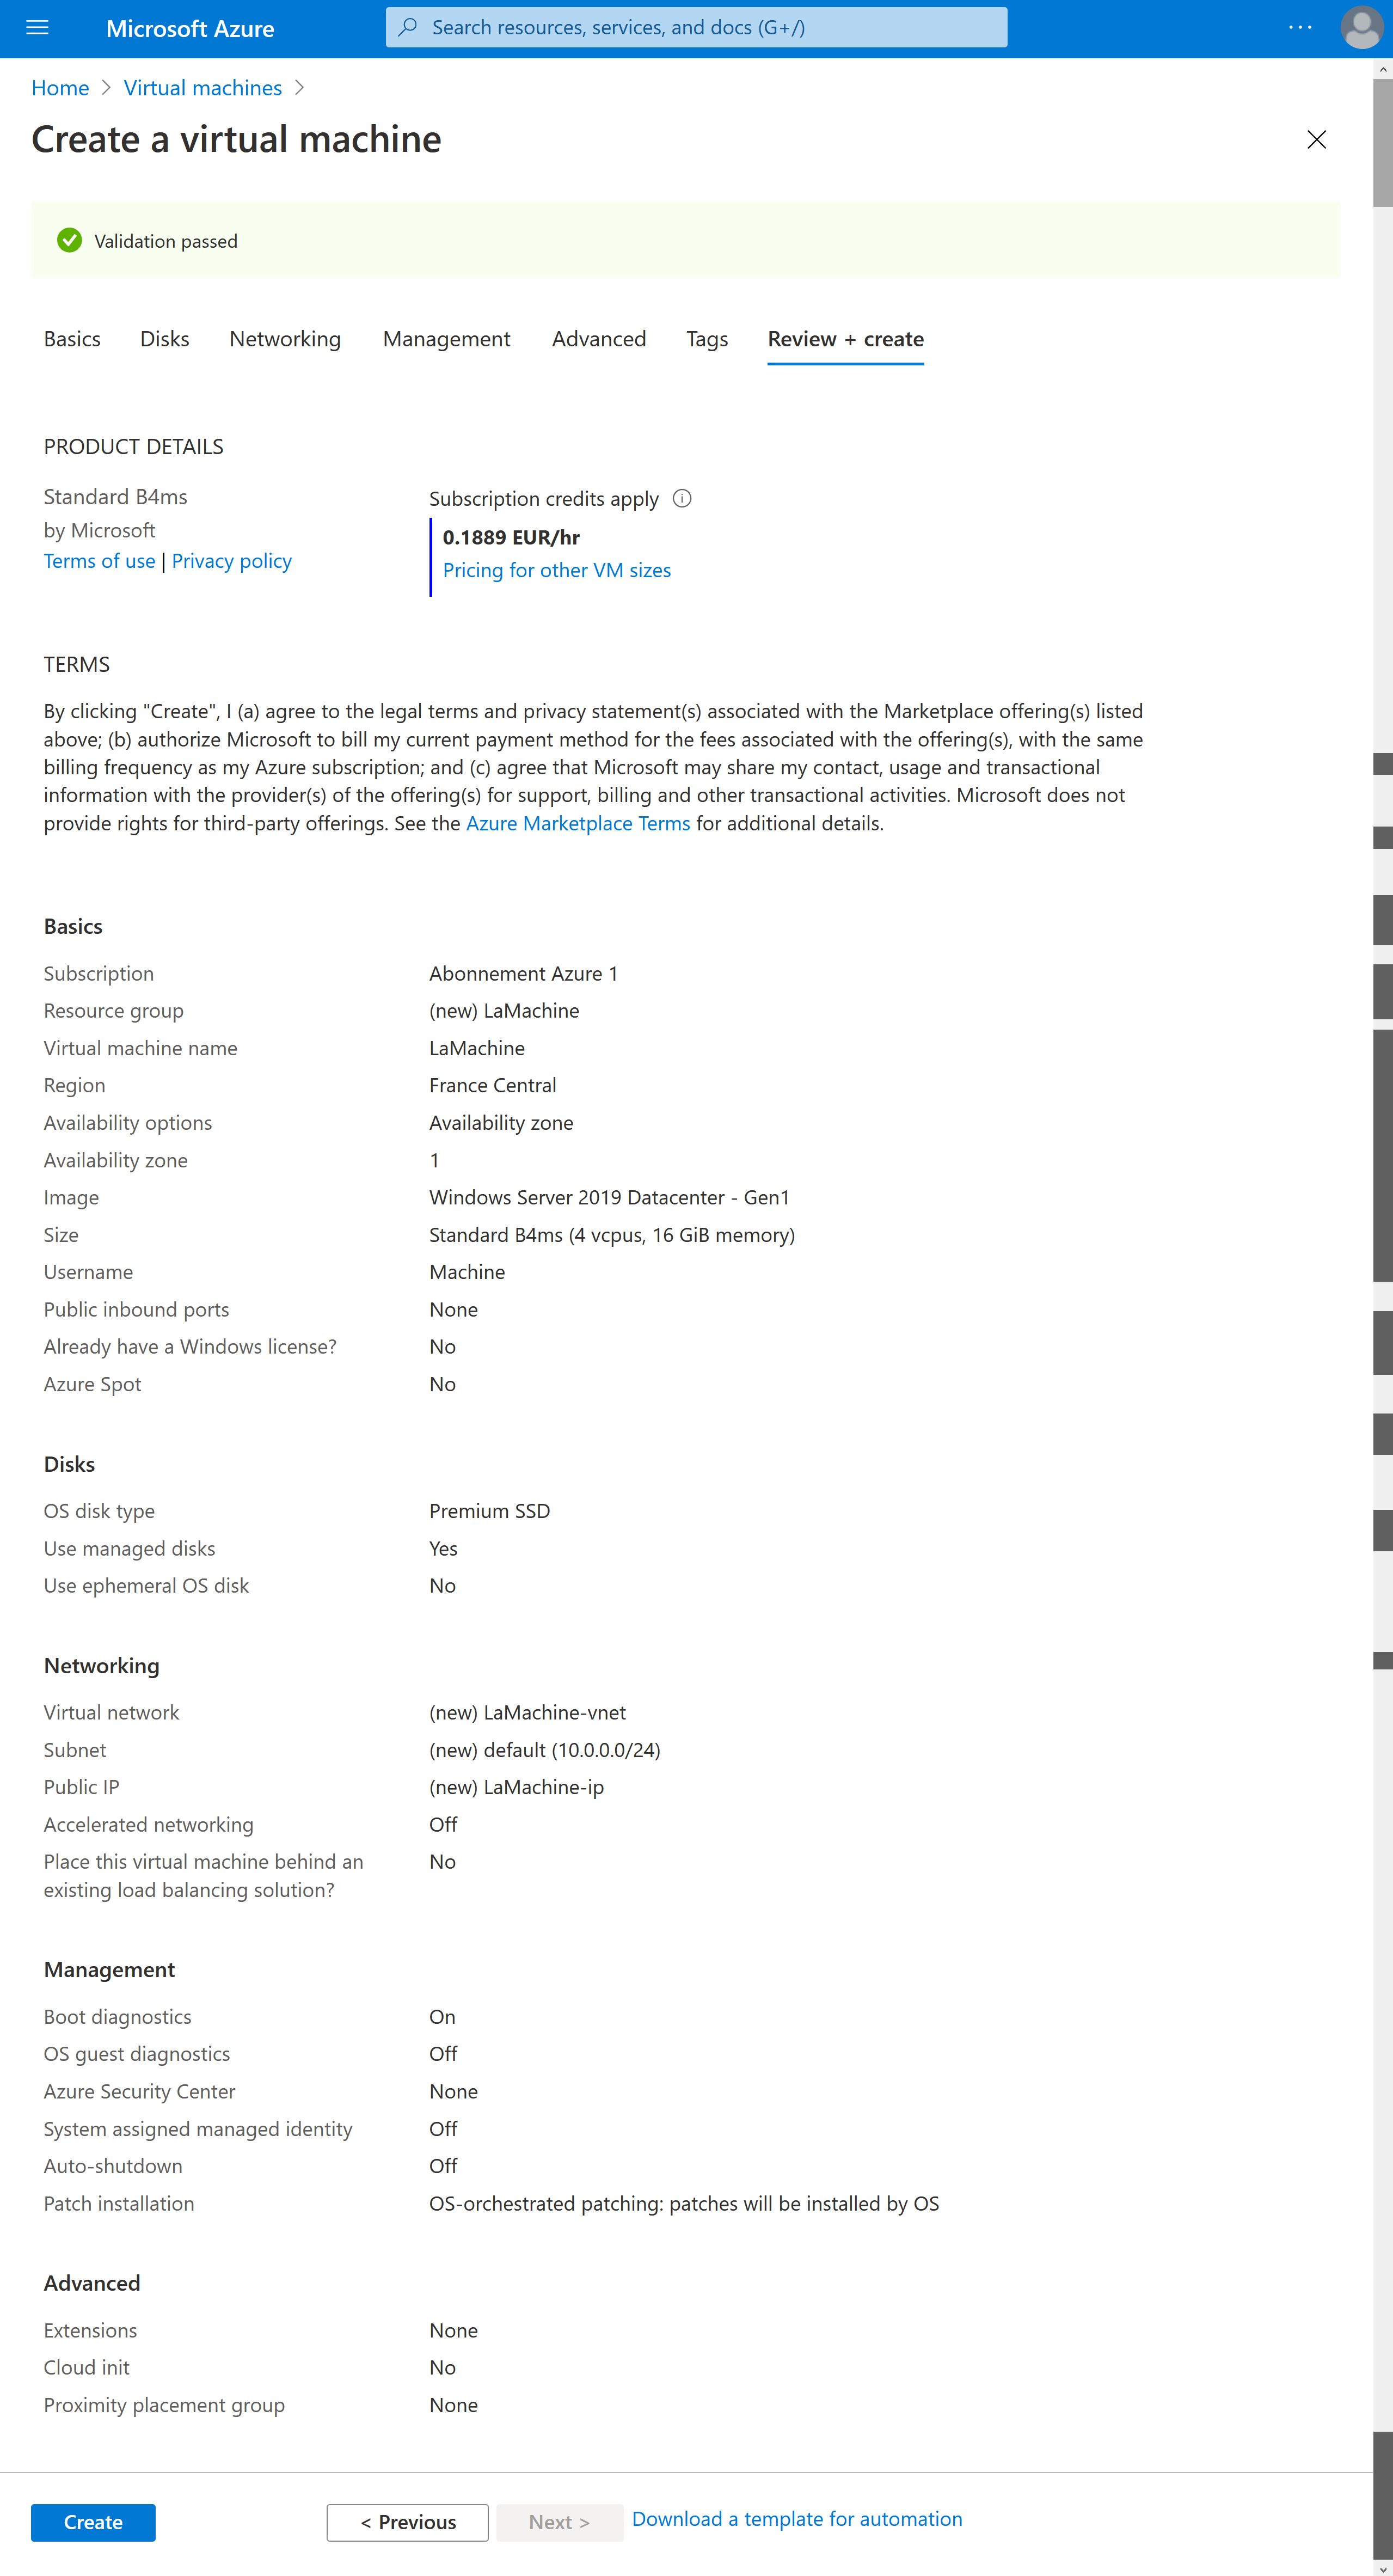 Microsoft Azure
Search resources, services, and docs (G+/)
Home > Virtual machines >
Create a virtual machine
Validation passed
Basics Disks Networking Management Advanced Tags Review + create
PRODUCT DETAILS
Standard B4ms
by Microsoft
Terms of use | Privacy policy
Subscription credits apply
0.1889 EUR/hr
Pricing for other VM sizes
TERMS
By clicking "Create", I (a) agree to the legal terms and privacy statement(s) associated with the Marketplace offering(s) listed
above; (b) authorize Microsoft to bill my current payment method for the fees associated with the offering(s), with the same
billing frequency as my Azure subscription; and (c) agree that Microsoft may share my contact, usage and transactional
information with the provider(s) of the offering(s) for support, billing and other transactional activities. Microsoft does not
provide rights for third-party offerings. See the Azure Marketplace Terms for additional details.
Basics
Subscription Abonnement Azure 1
Resource group (new) LaMachine
Virtual machine name LaMachine
Region France Central
Availability options Availability zone
Availability zone 1
Image Windows Server 2019 Datacenter - Gen1
Size Standard B4ms (4 vcpus, 16 GiB memory)
Username Machine
Public inbound ports None
Already have a Windows license? No
Azure Spot No
Disks
OS disk type Premium SSD
Use managed disks Yes
Use ephemeral OS disk No
Networking
Virtual network (new) LaMachine-vnet
Subnet (new) default (10.0.0.0/24)
Public IP (new) LaMachine-ip
Accelerated networking Off
Place this virtual machine behind an No
existing load balancing solution?
Management
Boot diagnostics On
OS guest diagnostics Off
Azure Security Center None
System assigned managed identity Off
Auto-shutdown Off
Patch installation OS-orchestrated patching: patches will be installed by OS
Advanced
Extensions None
Cloud init No
Proximity placement group None
Create < Previous Next > Download a template for automation